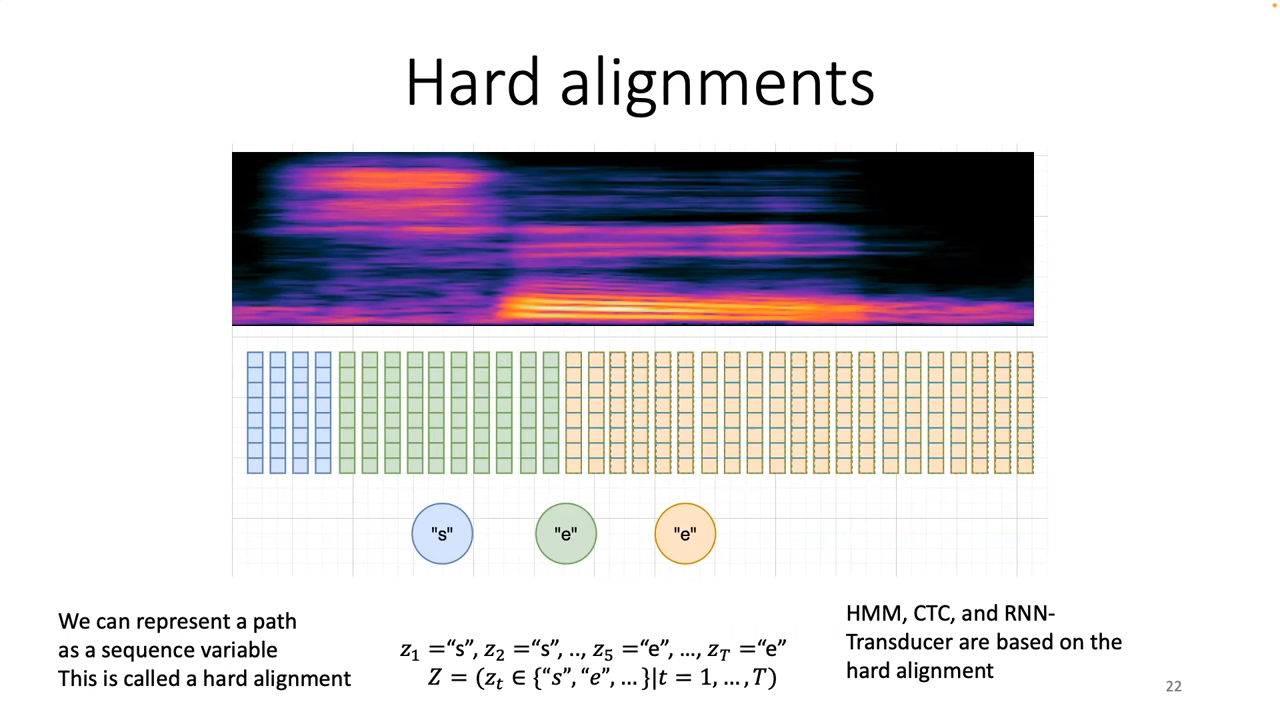 Hard alignments
"s"
"e"
"e"
We can represent a path
as a sequence variable
This is called a hard alignment
z₁ =“s”, z₂ =“s”, .., z₅ =“e”, …, z_T =“e”
Z = (z_t ∈ {“s”, “e”, … }|t = 1, … , T)
HMM, CTC, and RNN-
Transducer are based on the
hard alignment
22